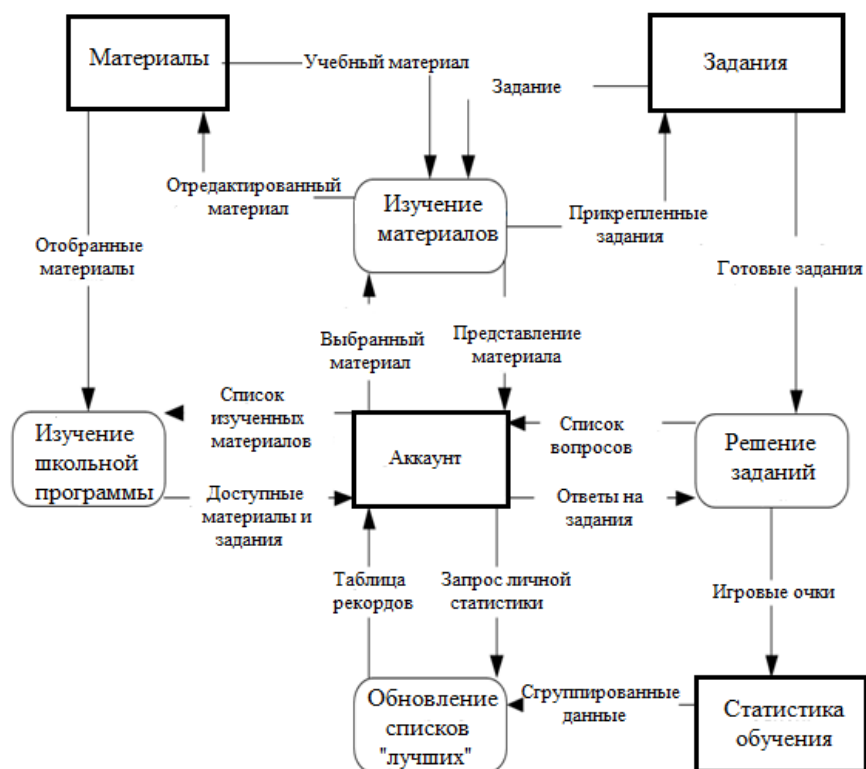 Материалы
Учебный материал
Задание
Задания
Отредактированный
материал
Изучение
материалов
Прикрепленные
задания
Отобранные
материалы
Готовые задания
Выбранный
материал
Представление
материала
Список
изученных
материалов
Список
вопросов
Изучение
школьной
программы
Аккаунт
Решение
заданий
Доступные
материалы и
задания
Ответы на
задания
Таблица
рекордов
Запрос личной
статистики
Игровые очки
Обновление
списков
"лучших"
Сгруппированные
данные
Статистика
обучения